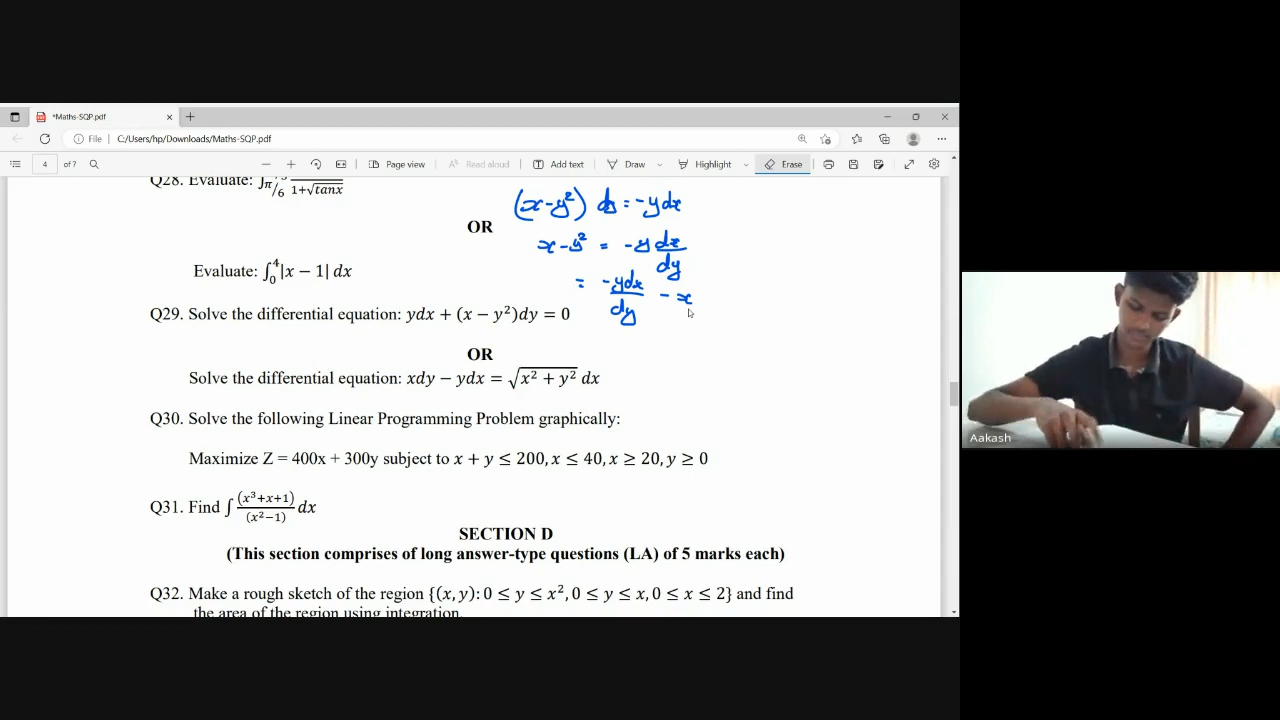 *Maths-SQP.pdf
File C:/Users/hp/Downloads/Maths-SQP.pdf
4 of 7 Page view Read aloud Add text Draw Highlight Erase
Q28. Evaluate: 1+√tanx
(x-y²) dy = -ydx
OR
x-y² = -y dx/dy
Evaluate: ∫₀⁴|x − 1| dx
= -ydx/dy - x
Q29. Solve the differential equation: ydx + (x − y²)dy = 0
OR
Solve the differential equation: xdy − ydx = √(x² + y²) dx
Q30. Solve the following Linear Programming Problem graphically:
Maximize Z = 400x + 300y subject to x + y ≤ 200, x ≤ 40, x ≥ 20, y ≥ 0
Q31. Find ∫ (x³+x+1)/(x²−1) dx
SECTION D
(This section comprises of long answer-type questions (LA) of 5 marks each)
Q32. Make a rough sketch of the region {(x, y): 0 ≤ y ≤ x², 0 ≤ y ≤ x, 0 ≤ x ≤ 2} and find
the area of the region using integration.
Aakash